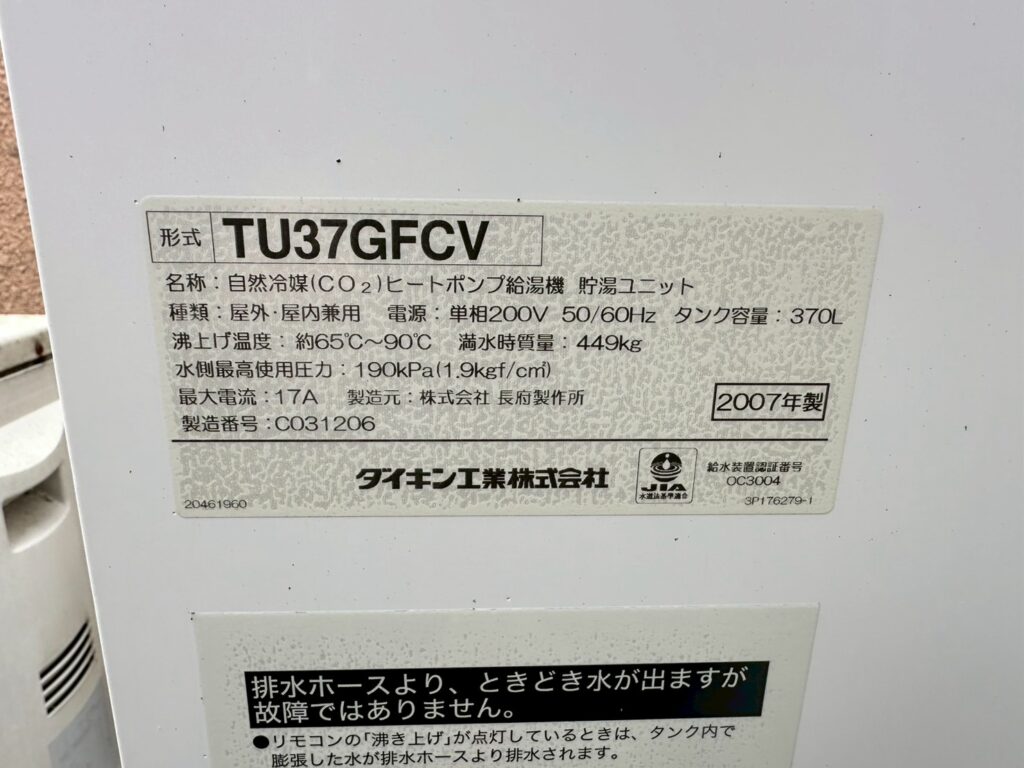 形式 TU37GFCV
名称：自然冷媒(CO₂)ヒートポンプ給湯機 貯湯ユニット
種類：屋外・屋内兼用 電源：単相200V 50/60Hz タンク容量：370L
沸上げ温度：約65℃〜90℃ 満水時質量：449kg
水側最高使用圧力：190kPa(1.9kgf/c㎡)
最大電流：17A 製造元：株式会社 長府製作所
2007年製
製造番号：C031206
ダイキン工業株式会社
JIA
水道法基準適合
給水装置認証番号
OC3004
20461960
3P176279-1
排水ホースより、ときどき水が出ますが
故障ではありません。
●リモコンの「沸き上げ」が点灯しているときは、タンク内で
膨張した水が排水ホースより排水されます。